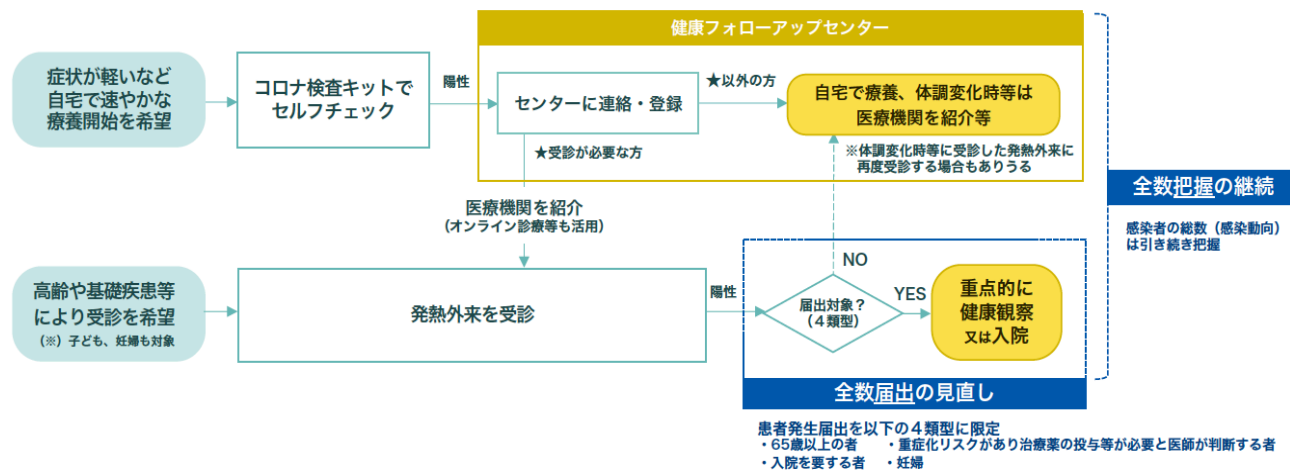 健康フォローアップセンター
症状が軽いなど
自宅で速やかな
療養開始を希望
コロナ検査キットで
セルフチェック
陽性
センターに連絡・登録
★以外の方
自宅で療養、体調変化時等は
医療機関を紹介等
★受診が必要な方
※体調変化時等に受診した発熱外来に
再度受診する場合もありうる
全数把握の継続
感染者の総数（感染動向）
は引き続き把握
医療機関を紹介
（オンライン診療等も活用）
高齢や基礎疾患等
により受診を希望
（※）子ども、妊婦も対象
発熱外来を受診
陽性
届出対象？
（４類型）
NO
YES
重点的に
健康観察
又は入院
全数届出の見直し
患者発生届出を以下の４類型に限定
・65歳以上の者　・重症化リスクがあり治療薬の投与等が必要と医師が判断する者
・入院を要する者　・妊婦